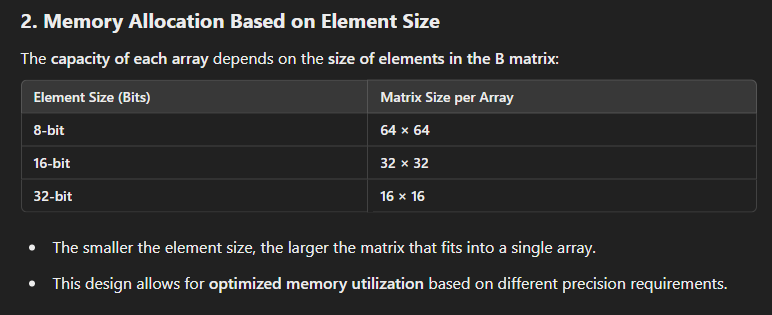 2. Memory Allocation Based on Element Size
The capacity of each array depends on the size of elements in the B matrix:
Element Size (Bits) Matrix Size per Array
8-bit 64 × 64
16-bit 32 × 32
32-bit 16 × 16
• The smaller the element size, the larger the matrix that fits into a single array.
• This design allows for optimized memory utilization based on different precision requirements.